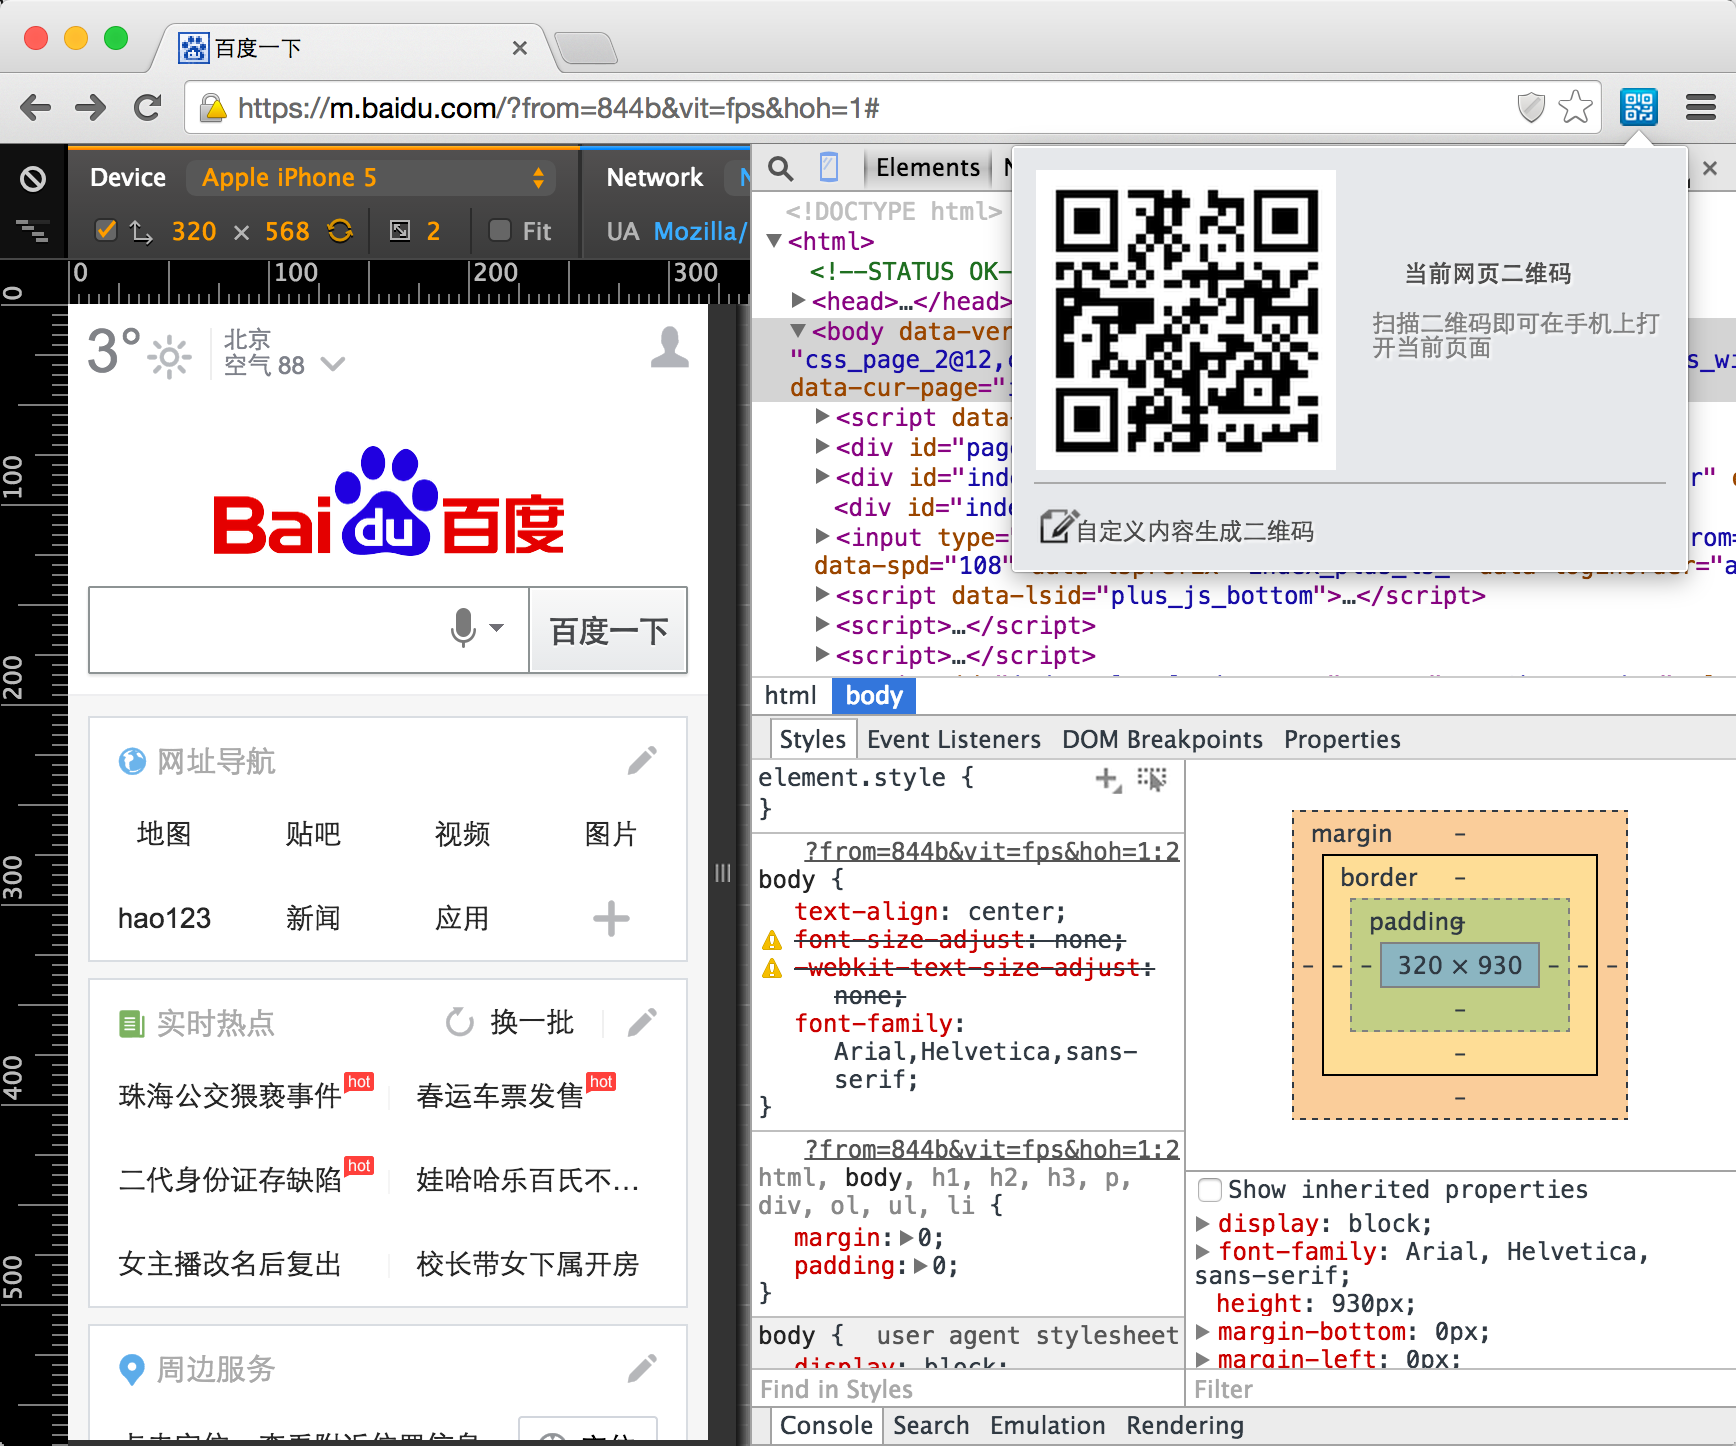 百度一下
https://m.baidu.com/?from=844b&vit=fps&hoh=1#
Device Apple iPhone 5
320 × 568 2 Fit
Network
UA Mozilla/
0 100 200 300
0
100
200
300
400
500
3°
北京
空气 88
Bai du 百度
百度一下
网址导航
地图 贴吧 视频 图片
hao123 新闻 应用
实时热点 换一批
珠海公交猥亵事件 hot 春运车票发售 hot
二代身份证存缺陷 hot 娃哈哈乐百氏不...
女主播改名后复出 校长带女下属开房
周边服务
Elements
<!DOCTYPE html>
<html>
<!--STATUS OK-
<head>…</head>
<body data-ver
"css_page_2@12,
data-cur-page="
<script data-
<div id="pag
<div id="ind
<div id="ind
<input type=
data-spd="108"
<script data-lsid="plus_js_bottom">…</script>
<script>…</script>
<script>…</script>
当前网页二维码
扫描二维码即可在手机上打
开当前页面
自定义内容生成二维码
html body
Styles Event Listeners DOM Breakpoints Properties
element.style {
}
?from=844b&vit=fps&hoh=1:2
body {
text-align: center;
font-size-adjust: none;
-webkit-text-size-adjust:
none;
font-family:
Arial,Helvetica,sans-
serif;
}
?from=844b&vit=fps&hoh=1:2
html, body, h1, h2, h3, p,
div, ol, ul, li {
margin: 0;
padding: 0;
}
body { user agent stylesheet
display: block;
Find in Styles
margin –
border –
padding –
– – – 320 × 930 – – –
–
–
–
Show inherited properties
display: block;
font-family: Arial, Helvetica,
sans-serif;
height: 930px;
margin-bottom: 0px;
margin-left: 0px;
Filter
Console Search Emulation Rendering